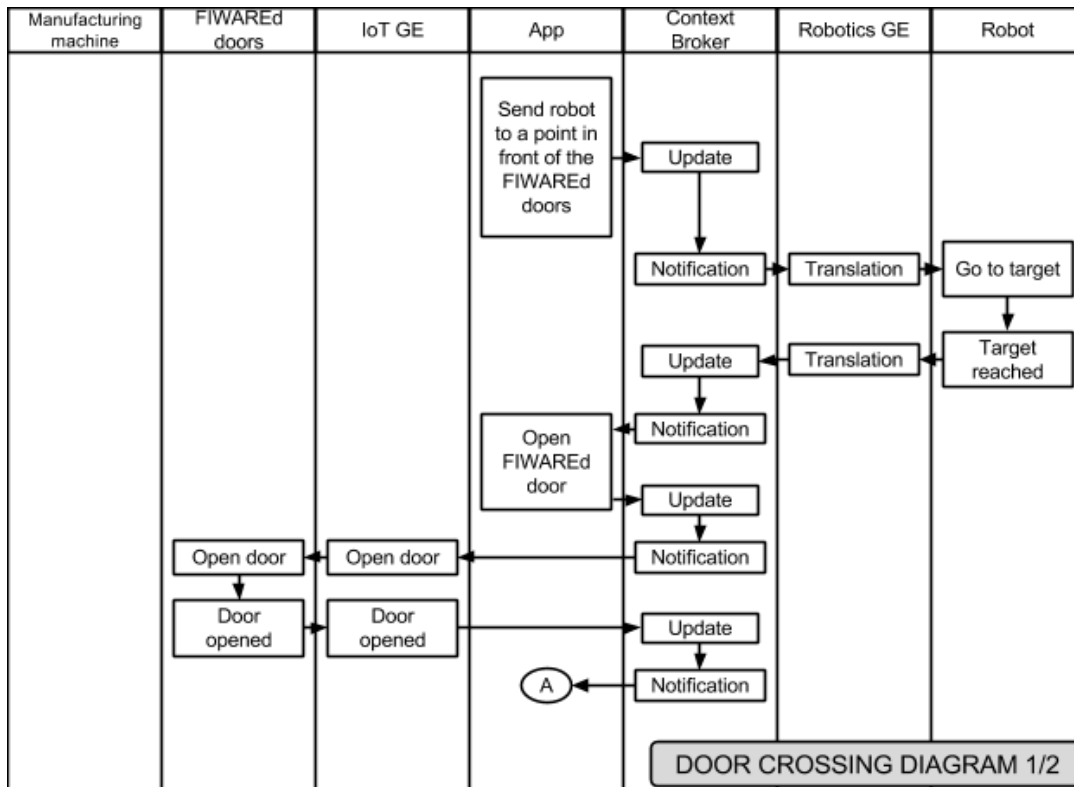 Manufacturing
machine
FIWAREd
doors
IoT GE
App
Context
Broker
Robotics GE
Robot
Send robot
to a point in
front of the
FIWAREd
doors
Update
Notification
Translation
Go to target
Update
Translation
Target
reached
Notification
Open
FIWAREd
door
Update
Open door
Open door
Notification
Door
opened
Door
opened
Update
A
Notification
DOOR CROSSING DIAGRAM 1/2